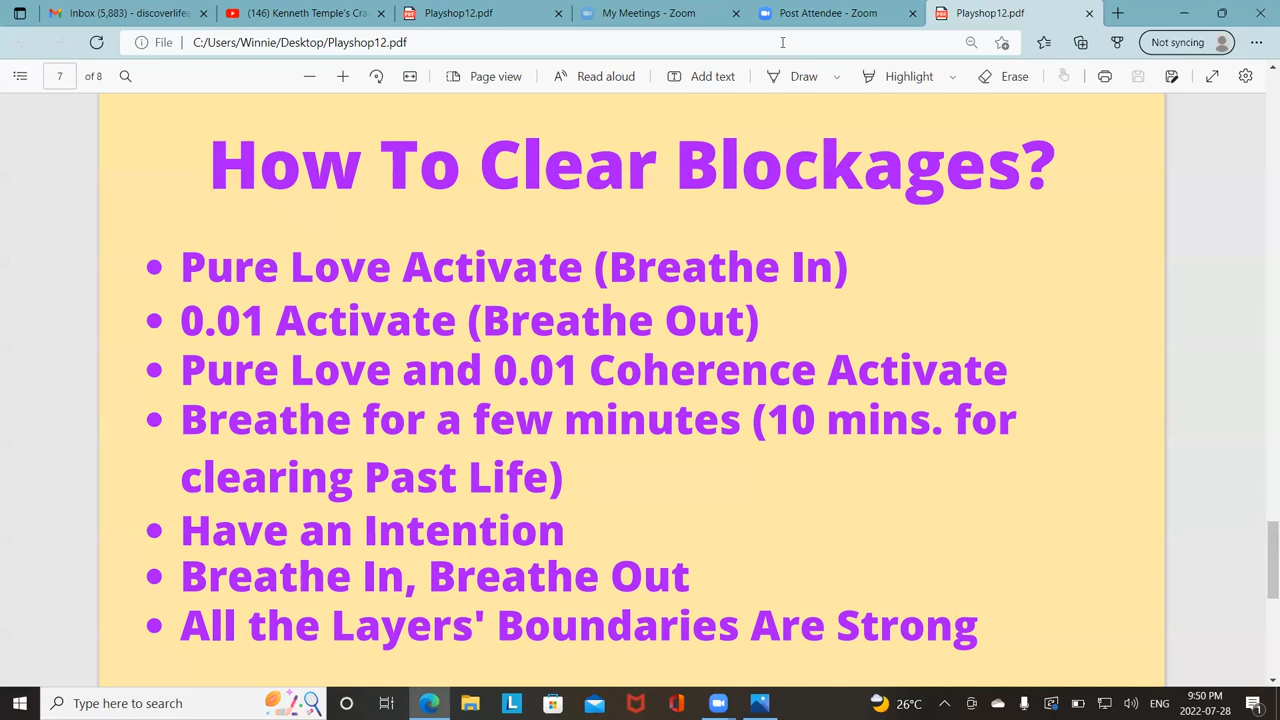 Inbox (5,883) - discoverlifea
(146) Kenneth Temple's Cra
Playshop12.pdf
My Meetings - Zoom
Post Attendee - Zoom
Playshop12.pdf
File
C:/Users/Winnie/Desktop/Playshop12.pdf
Not syncing
7 of 8
Page view
Read aloud
Add text
Draw
Highlight
Erase
How To Clear Blockages?
• Pure Love Activate (Breathe In)
• 0.01 Activate (Breathe Out)
• Pure Love and 0.01 Coherence Activate
• Breathe for a few minutes (10 mins. for
clearing Past Life)
• Have an Intention
• Breathe In, Breathe Out
• All the Layers' Boundaries Are Strong
Type here to search
26°C
ENG
9:50 PM
2022-07-28